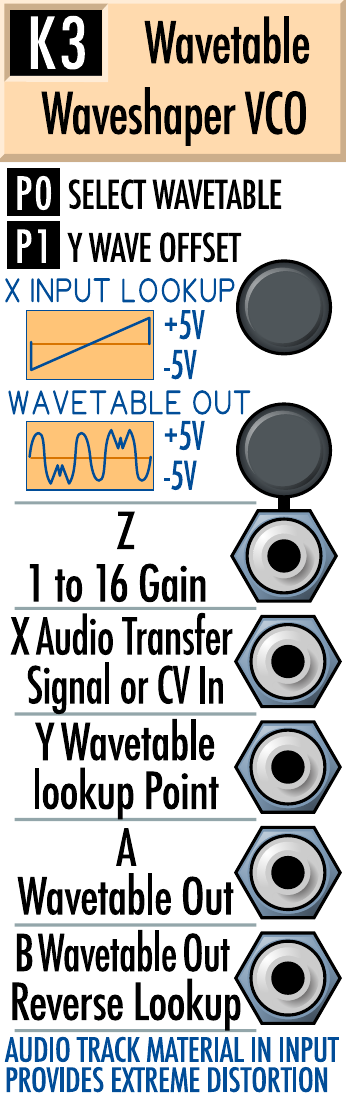 K3 Wavetable
Waveshaper VCO
P0 SELECT WAVETABLE
P1 Y WAVE OFFSET
X INPUT LOOKUP
+5V
-5V
WAVETABLE OUT
+5V
-5V
Z
1 to 16 Gain
X Audio Transfer
Signal or CV In
Y Wavetable
lookup Point
A
Wavetable Out
B Wavetable Out
Reverse Lookup
AUDIO TRACK MATERIAL IN INPUT
PROVIDES EXTREME DISTORTION